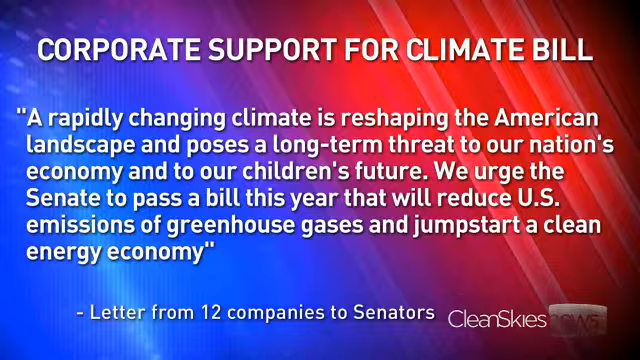 CORPORATE SUPPORT FOR CLIMATE BILL
"A rapidly changing climate is reshaping the American
landscape and poses a long-term threat to our nation's
economy and to our children's future. We urge the
Senate to pass a bill this year that will reduce U.S.
emissions of greenhouse gases and jumpstart a clean
energy economy"
- Letter from 12 companies to Senators
CleanSkies news